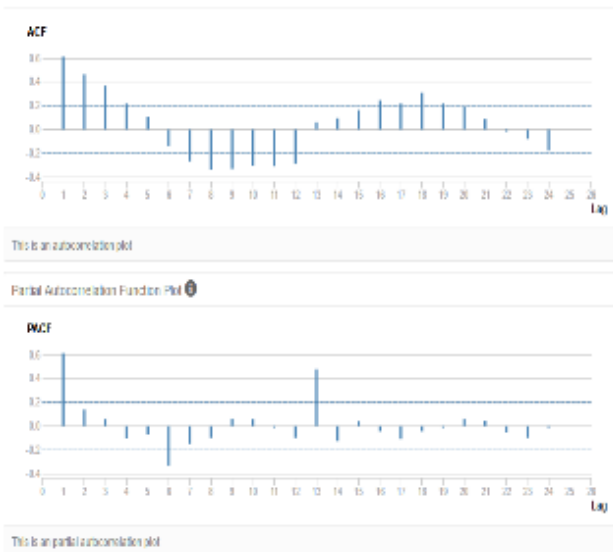 ACF
0.6
0.4
0.2
0.0
-0.2
-0.4
0 1 2 3 4 5 6 7 8 9 10 11 12 13 14 15 16 17 18 19 20 21 22 23 24 25 26
Lag
This is an autocorrelation plot
Partial Autocorrelation Function Plot i
PACF
0.6
0.4
0.2
0.0
-0.2
-0.4
0 1 2 3 4 5 6 7 8 9 10 11 12 13 14 15 16 17 18 19 20 21 22 23 24 25 26
Lag
This is an partial autocorrelation plot